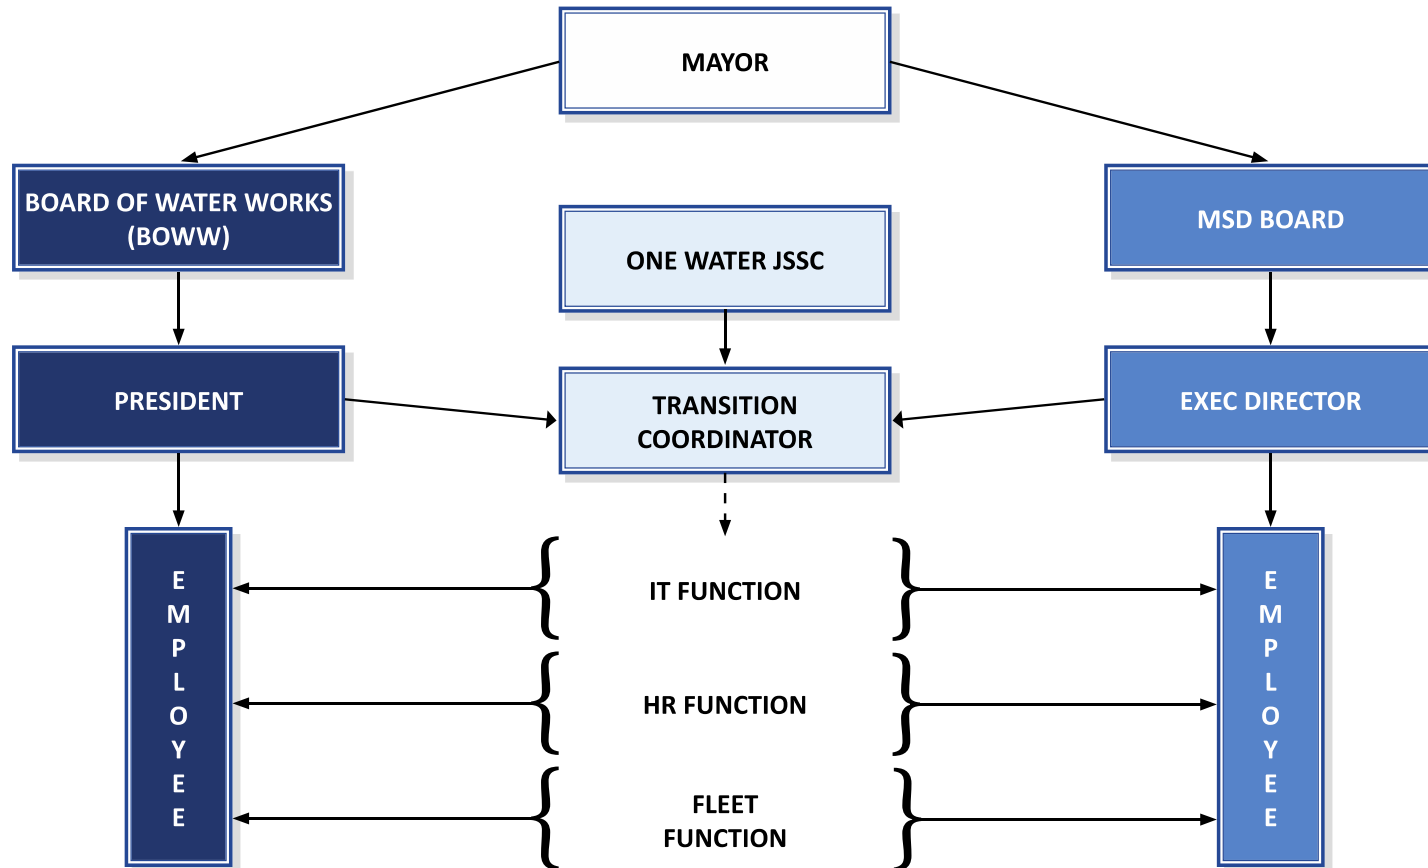 MAYOR
BOARD OF WATER WORKS
(BOWW)
MSD BOARD
ONE WATER JSSC
PRESIDENT
TRANSITION
COORDINATOR
EXEC DIRECTOR
E
M
P
L
O
Y
E
E
IT FUNCTION
HR FUNCTION
FLEET
FUNCTION
E
M
P
L
O
Y
E
E